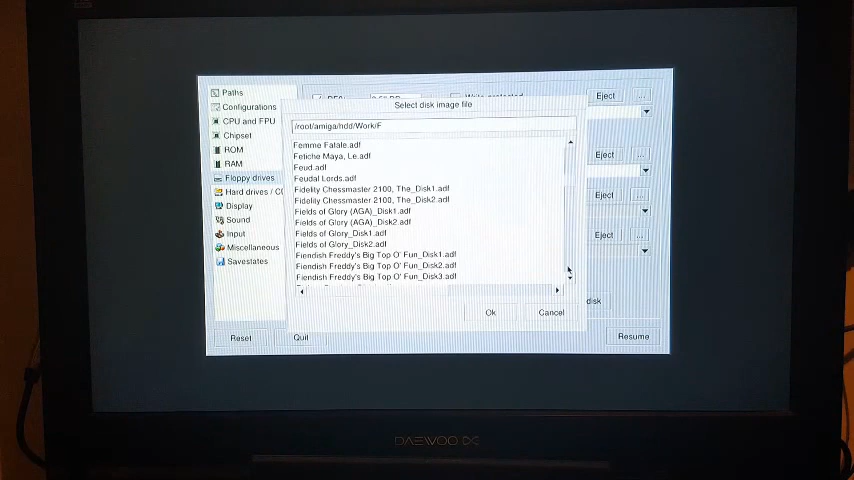 Select disk image file
/root/amiga/hdd/Work/F
Femme Fatale.adf
Fetiche Maya, Le.adf
Feud.adf
Feudal Lords.adf
Fidelity Chessmaster 2100, The_Disk1.adf
Fidelity Chessmaster 2100, The_Disk2.adf
Fields of Glory (AGA)_Disk1.adf
Fields of Glory (AGA)_Disk2.adf
Fields of Glory_Disk1.adf
Fields of Glory_Disk2.adf
Fiendish Freddy's Big Top O' Fun_Disk1.adf
Fiendish Freddy's Big Top O' Fun_Disk2.adf
Fiendish Freddy's Big Top O' Fun_Disk3.adf
Ok
Cancel
Paths
Configurations
CPU and FPU
Chipset
ROM
RAM
Floppy drives
Hard drives / C
Display
Sound
Input
Miscellaneous
Savestates
Eject ...
Eject ...
Eject ...
Eject ...
disk
Reset
Quit
Resume
DAEWOO